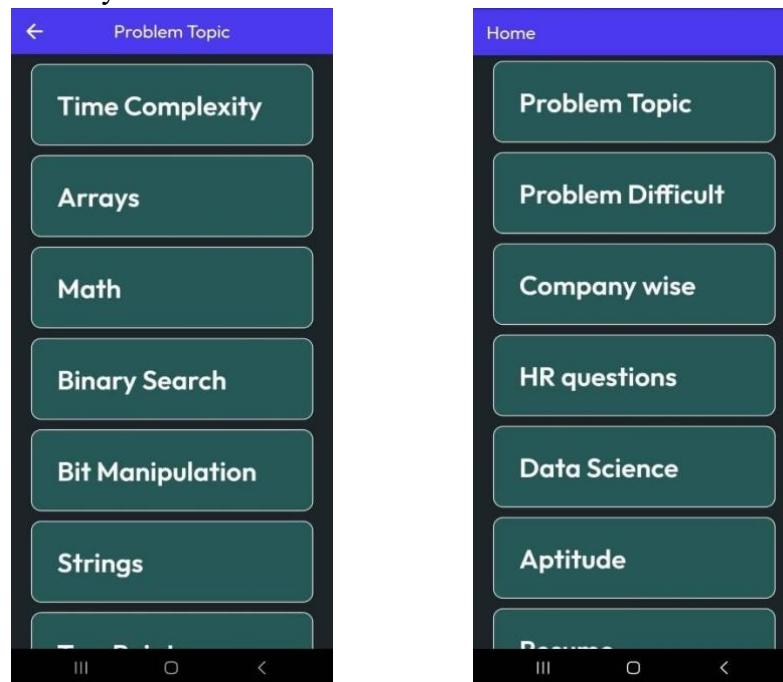 Problem Topic
Time Complexity
Arrays
Math
Binary Search
Bit Manipulation
Strings
Home
Problem Topic
Problem Difficult
Company wise
HR questions
Data Science
Aptitude